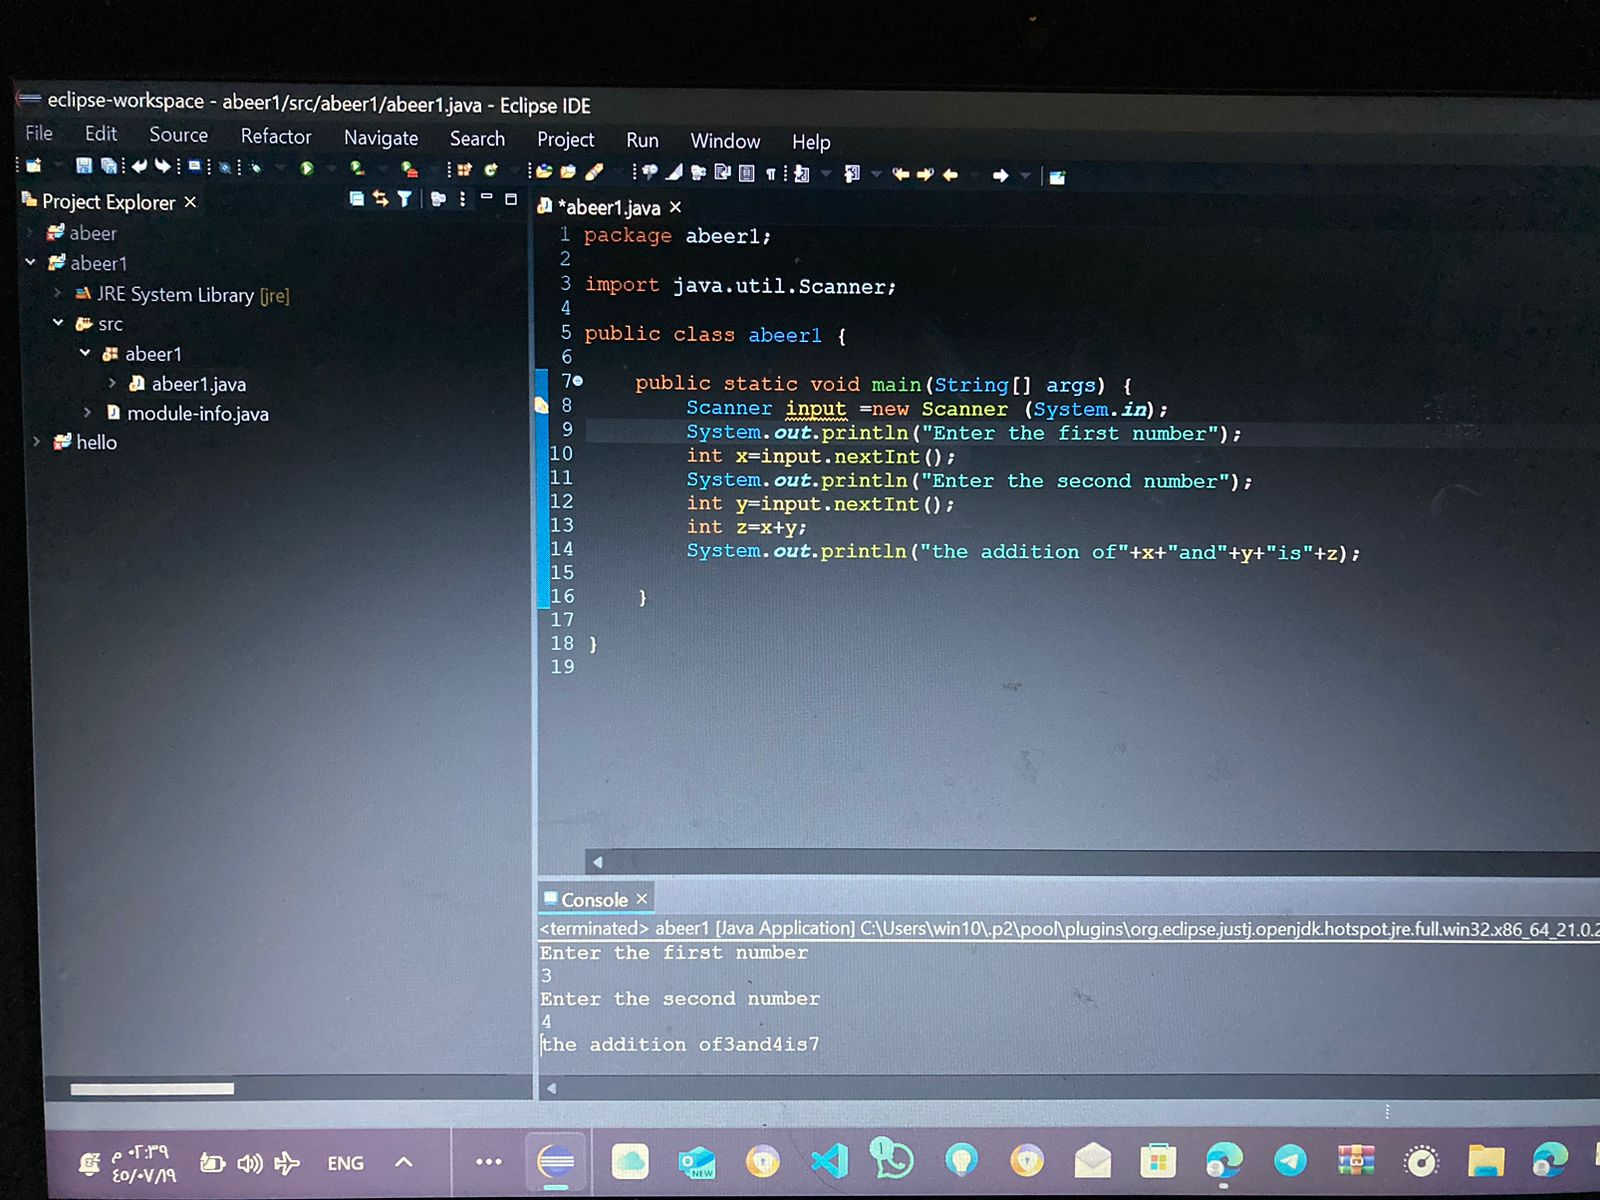 eclipse-workspace - abeer1/src/abeer1/abeer1.java - Eclipse IDE
File Edit Source Refactor Navigate Search Project Run Window Help
Project Explorer
abeer
abeer1
JRE System Library [jre]
src
abeer1
abeer1.java
module-info.java
hello
*abeer1.java
1 package abeer1;
2
3 import java.util.Scanner;
4
5 public class abeer1 {
6
7 public static void main(String[] args) {
8 Scanner input =new Scanner (System.in);
9 System.out.println("Enter the first number");
10 int x=input.nextInt();
11 System.out.println("Enter the second number");
12 int y=input.nextInt();
13 int z=x+y;
14 System.out.println("the addition of"+x+"and"+y+"is"+z);
15
16 }
17
18 }
19
Console
<terminated> abeer1 [Java Application] C:\Users\win10\.p2\pool\plugins\org.eclipse.justj.openjdk.hotspot.jre.full.win32.x86_64_21.0.2
Enter the first number
3
Enter the second number
4
the addition of3and4is7
٠٢:٣٩ م
٤٥/٠٧/١٩
ENG
NEW